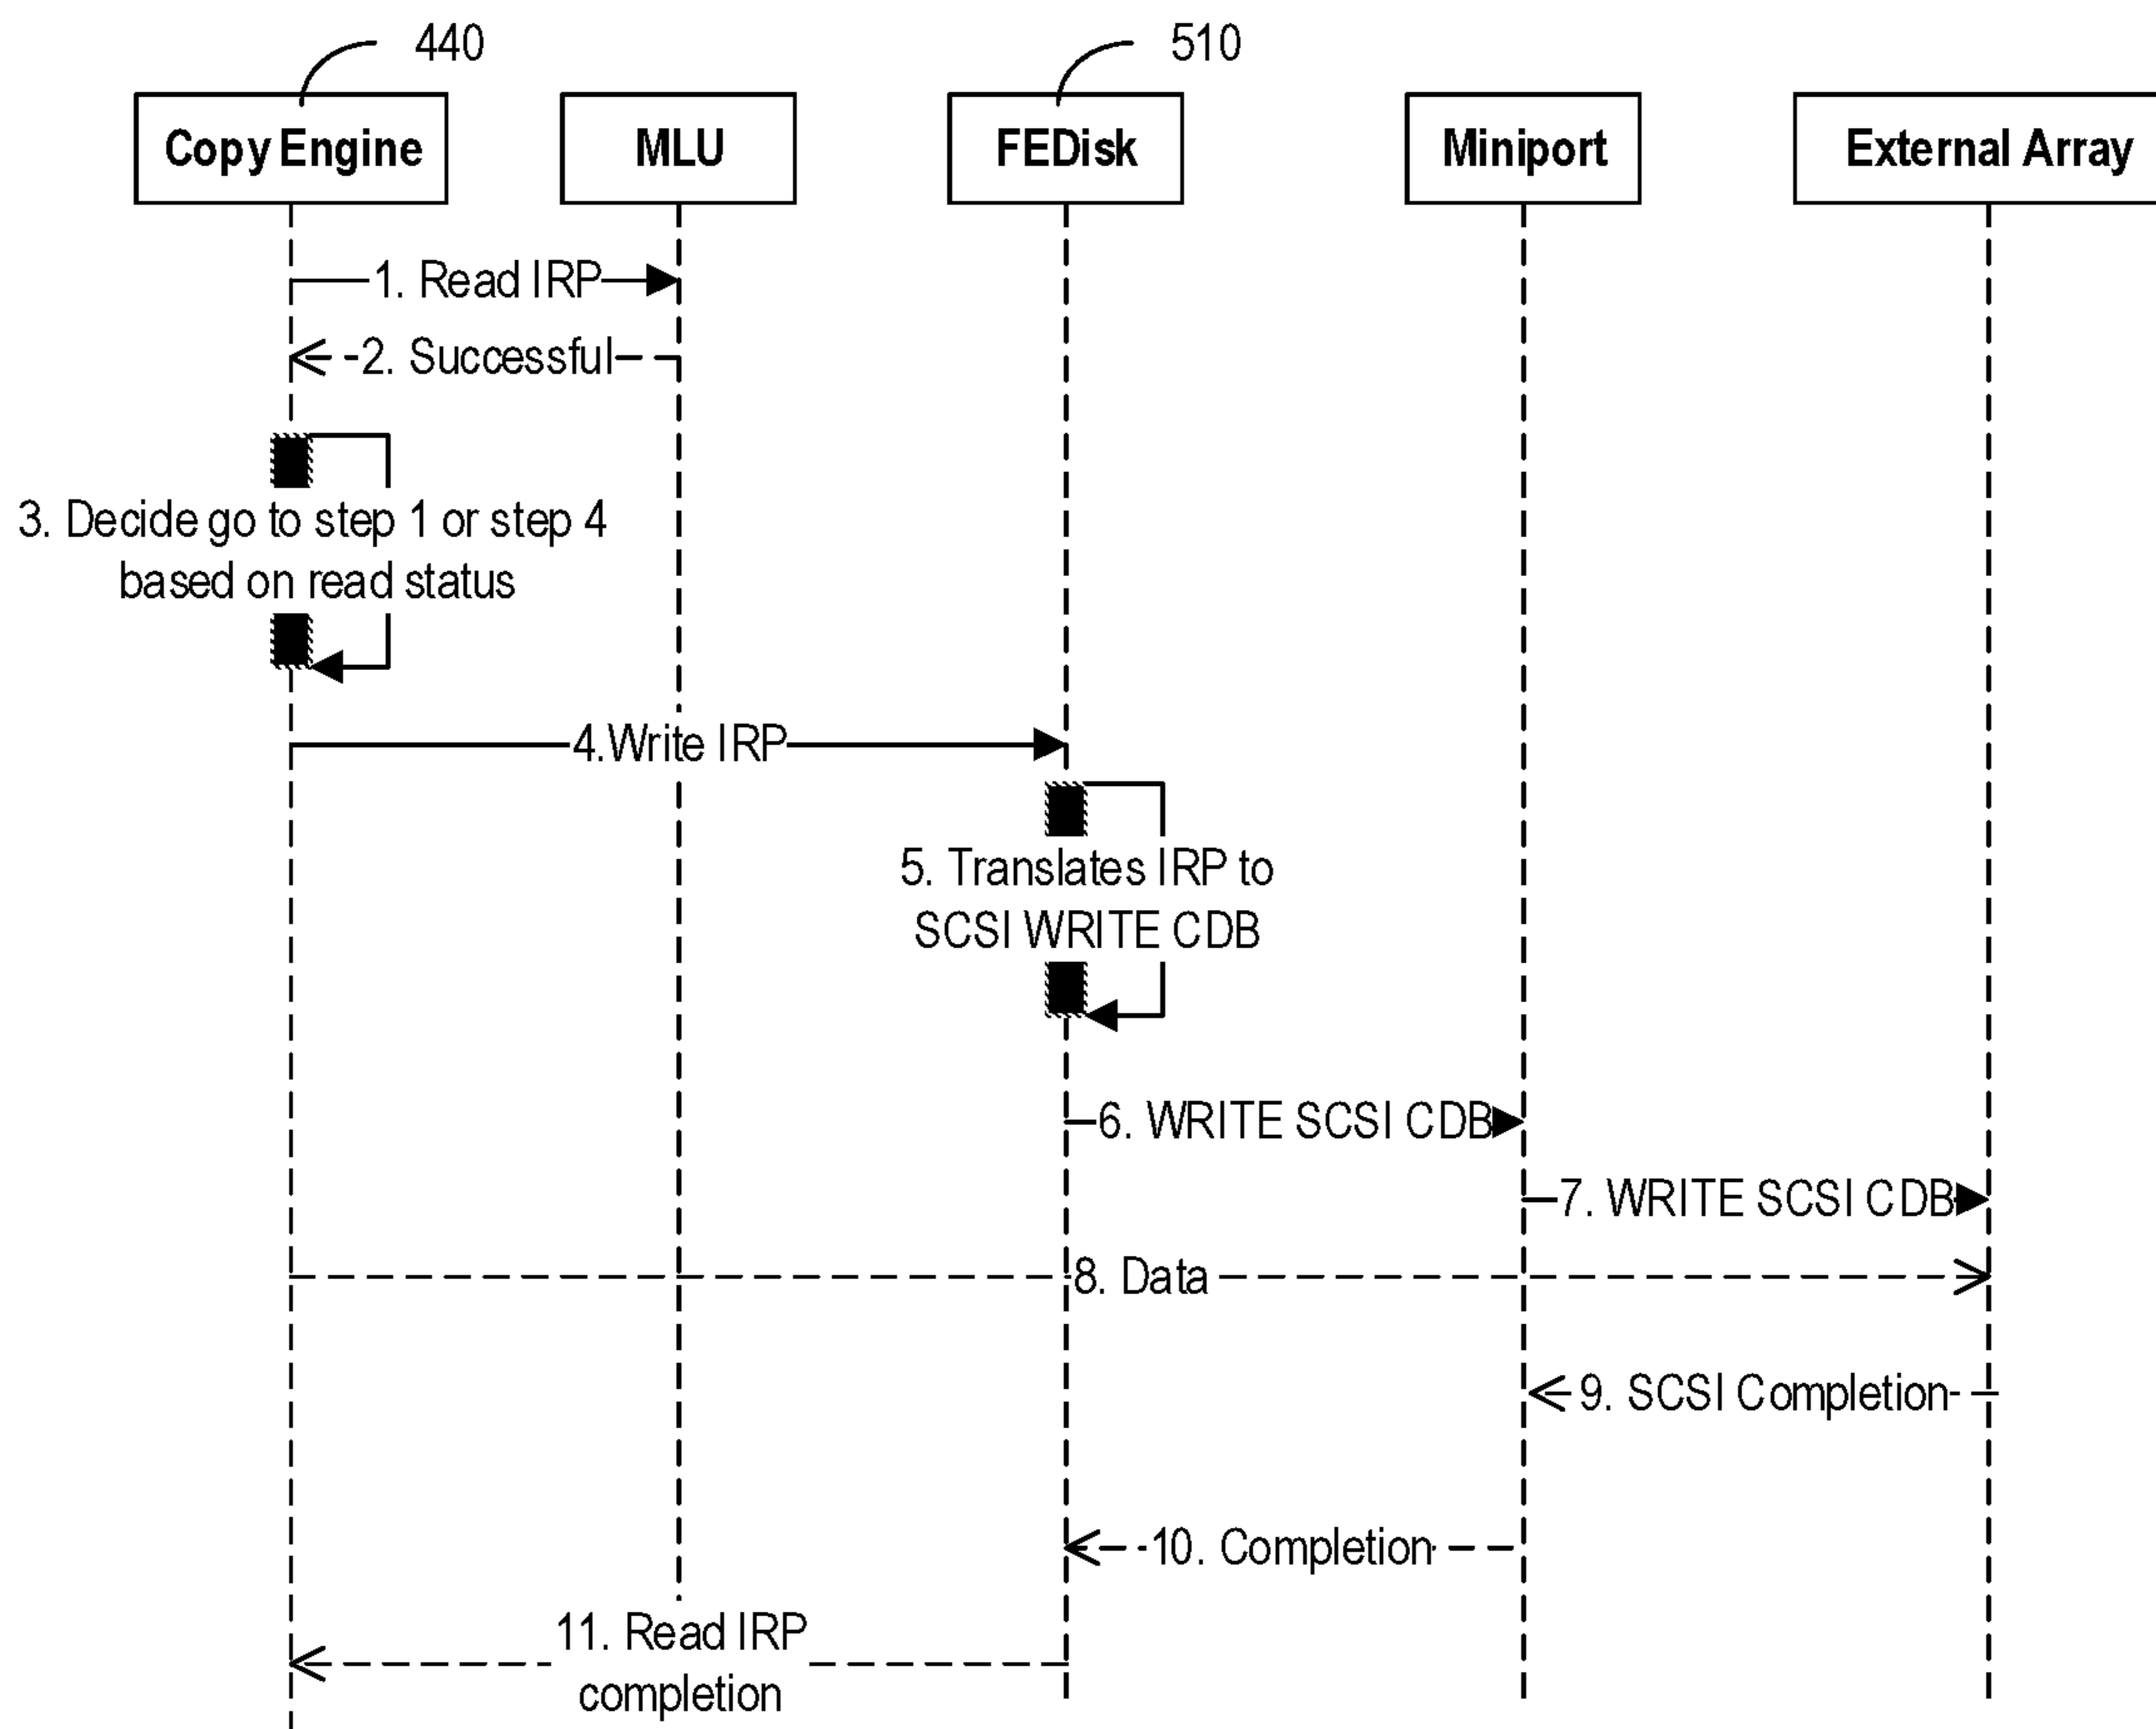 440
510
Copy Engine
MLU
FEDisk
Miniport
External Array
1. Read IRP
2. Successful
3. Decide go to step 1 or step 4
based on read status
4.Write IRP
5. Translates IRP to
SCSI WRITE CDB
6. WRITE SCSI CDB
7. WRITE SCSI CDB
8. Data
9. SCSI Completion
10. Completion
11. Read IRP
completion